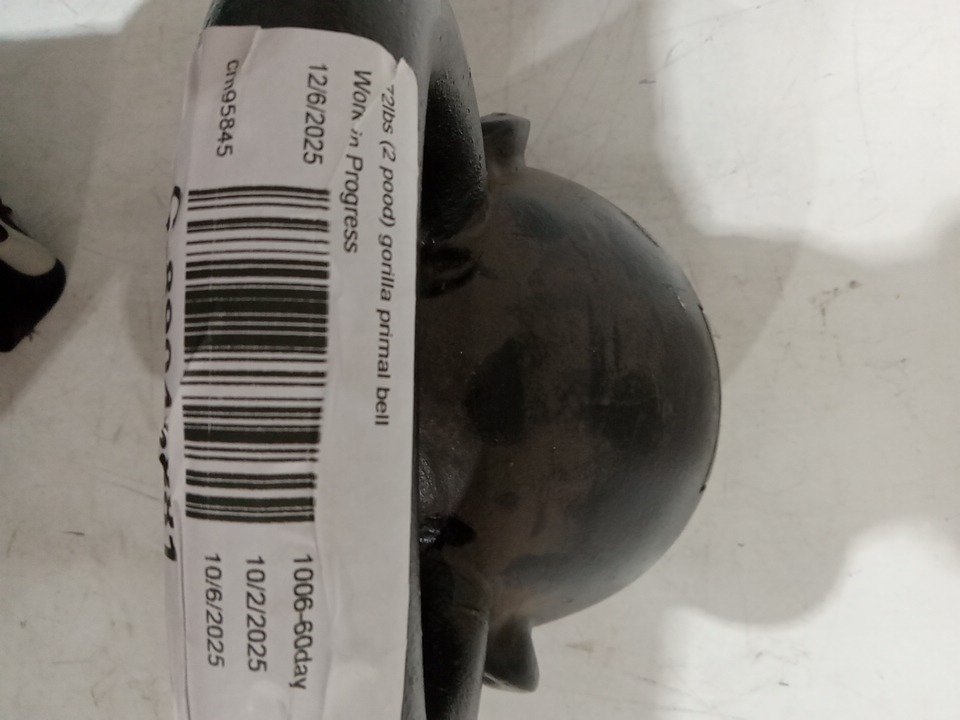 72lbs (2 pood) gorilla primal bell
Work in Progress
12/6/2025
1006-60day
10/2/2025
cm95845
10/6/2025